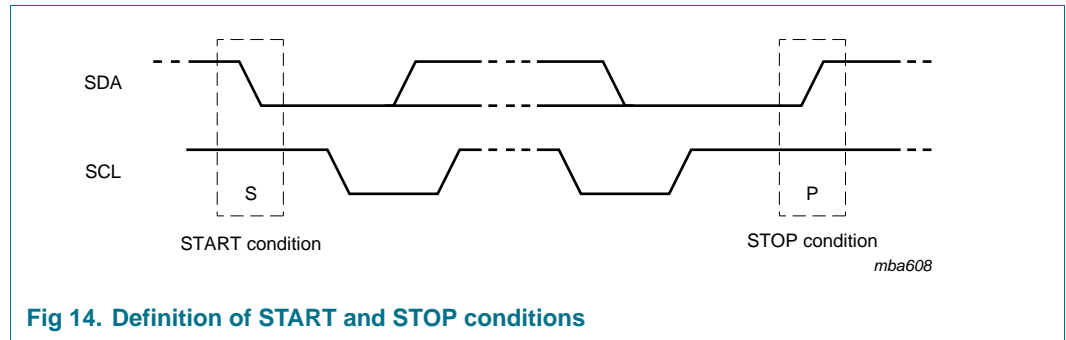 SDA
SCL
S
P
START condition
STOP condition
mba608
Fig 14. Definition of START and STOP conditions